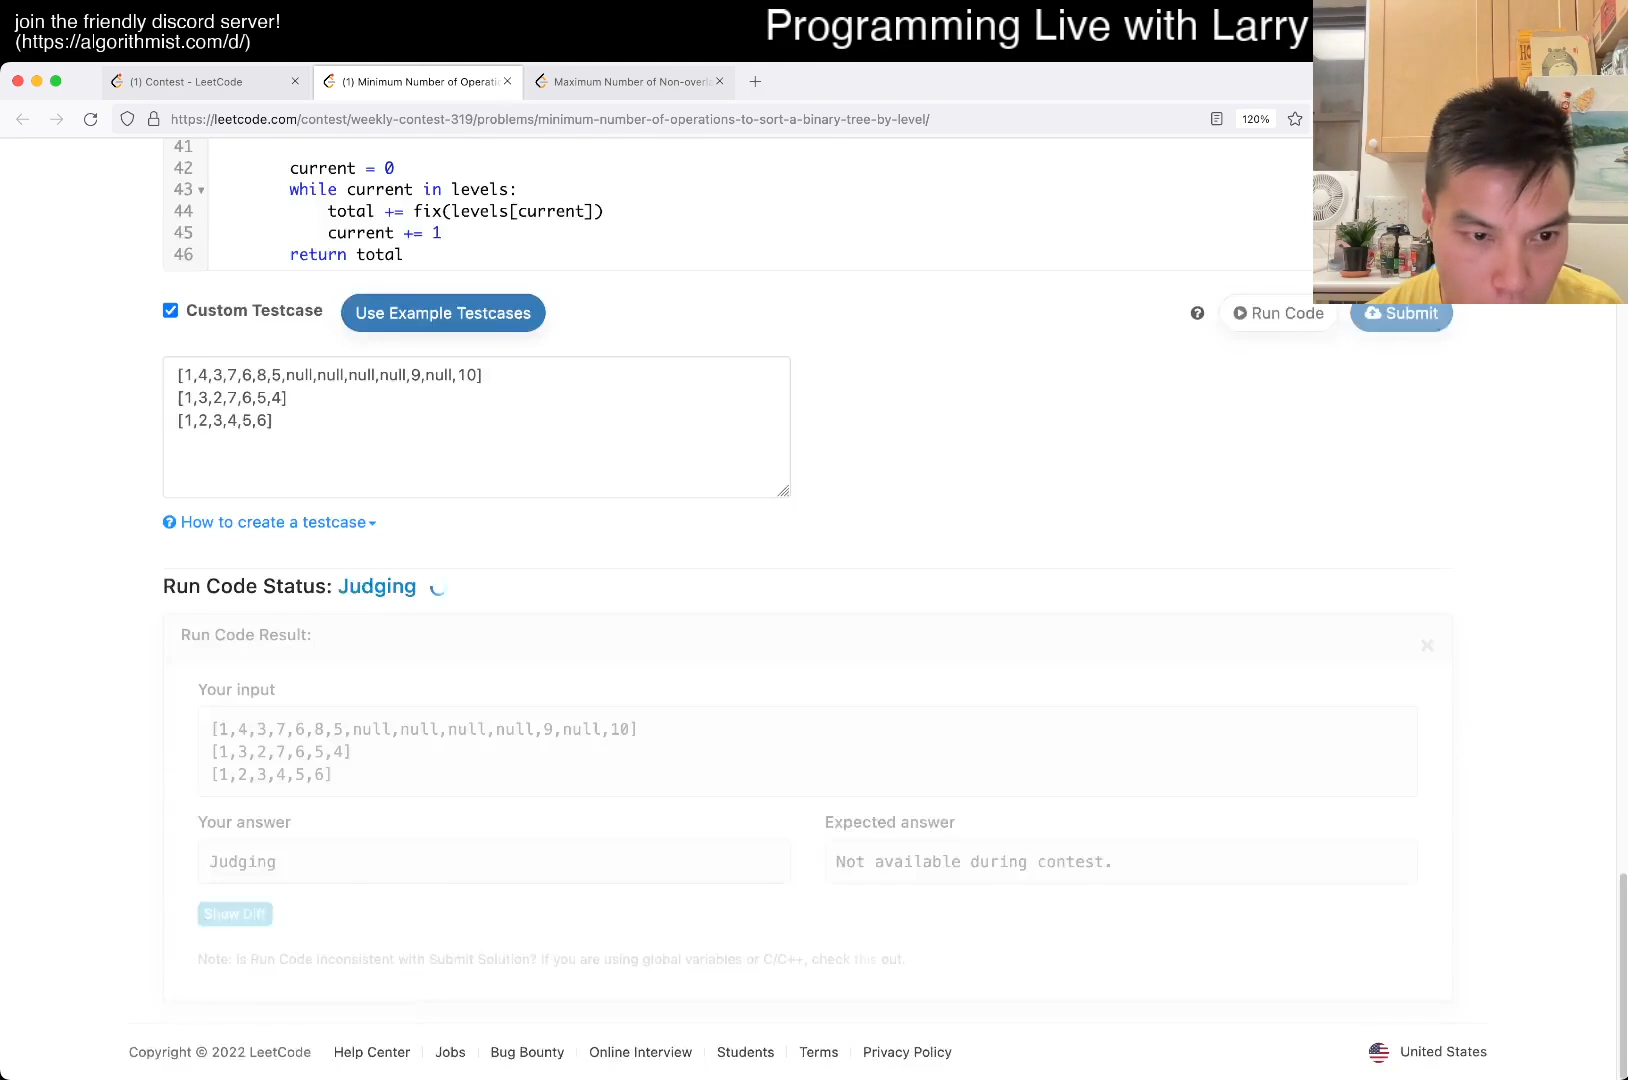 join the friendly discord server!
(https://algorithmist.com/d/)
Programming Live with Larry
(1) Contest - LeetCode
(1) Minimum Number of Operati
Maximum Number of Non-overl
https://leetcode.com/contest/weekly-contest-319/problems/minimum-number-of-operations-to-sort-a-binary-tree-by-level/
120%
41
42 current = 0
43 while current in levels:
44 total += fix(levels[current])
45 current += 1
46 return total
Custom Testcase
Use Example Testcases
Run Code
Submit
[1,4,3,7,6,8,5,null,null,null,null,9,null,10]
[1,3,2,7,6,5,4]
[1,2,3,4,5,6]
How to create a testcase
Run Code Status: Judging
Run Code Result:
Your input
[1,4,3,7,6,8,5,null,null,null,null,9,null,10]
[1,3,2,7,6,5,4]
[1,2,3,4,5,6]
Your answer
Expected answer
Judging
Not available during contest.
Show Diff
Note: Is Run Code Inconsistent with Submit Solution? If you are using global variables or C/C++, check this out.
Copyright © 2022 LeetCode
Help Center
Jobs
Bug Bounty
Online Interview
Students
Terms
Privacy Policy
United States